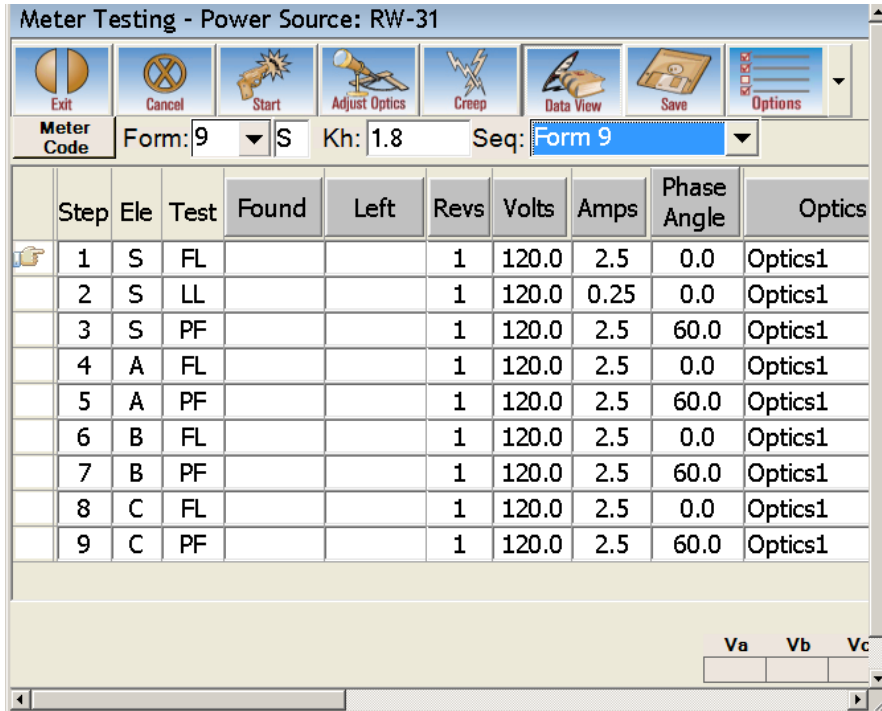 Meter Testing - Power Source: RW-31
Exit Cancel Start Adjust Optics Creep Data View Save Options
Meter Code Form: 9 S Kh: 1.8 Seq: Form 9
Step Ele Test Found Left Revs Volts Amps Phase Angle Optics
1 S FL 1 120.0 2.5 0.0 Optics1
2 S LL 1 120.0 0.25 0.0 Optics1
3 S PF 1 120.0 2.5 60.0 Optics1
4 A FL 1 120.0 2.5 0.0 Optics1
5 A PF 1 120.0 2.5 60.0 Optics1
6 B FL 1 120.0 2.5 0.0 Optics1
7 B PF 1 120.0 2.5 60.0 Optics1
8 C FL 1 120.0 2.5 0.0 Optics1
9 C PF 1 120.0 2.5 60.0 Optics1
Va Vb Vc